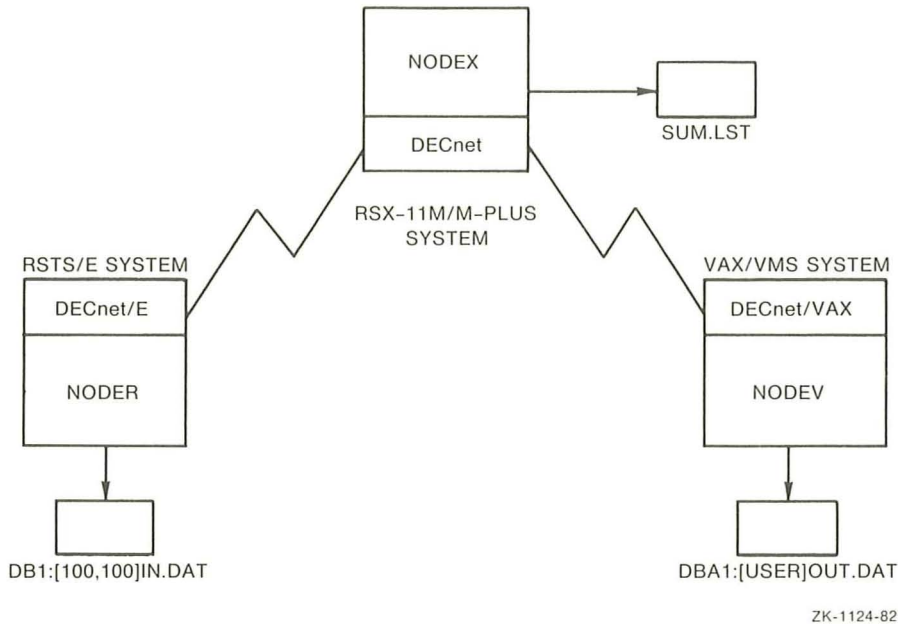 NODEX
DECnet
SUM.LST
RSX-11M/M-PLUS
SYSTEM
RSTS/E SYSTEM
DECnet/E
NODER
DB1:[100,100]IN.DAT
VAX/VMS SYSTEM
DECnet/VAX
NODEV
DBA1:[USER]OUT.DAT
ZK-1124-82